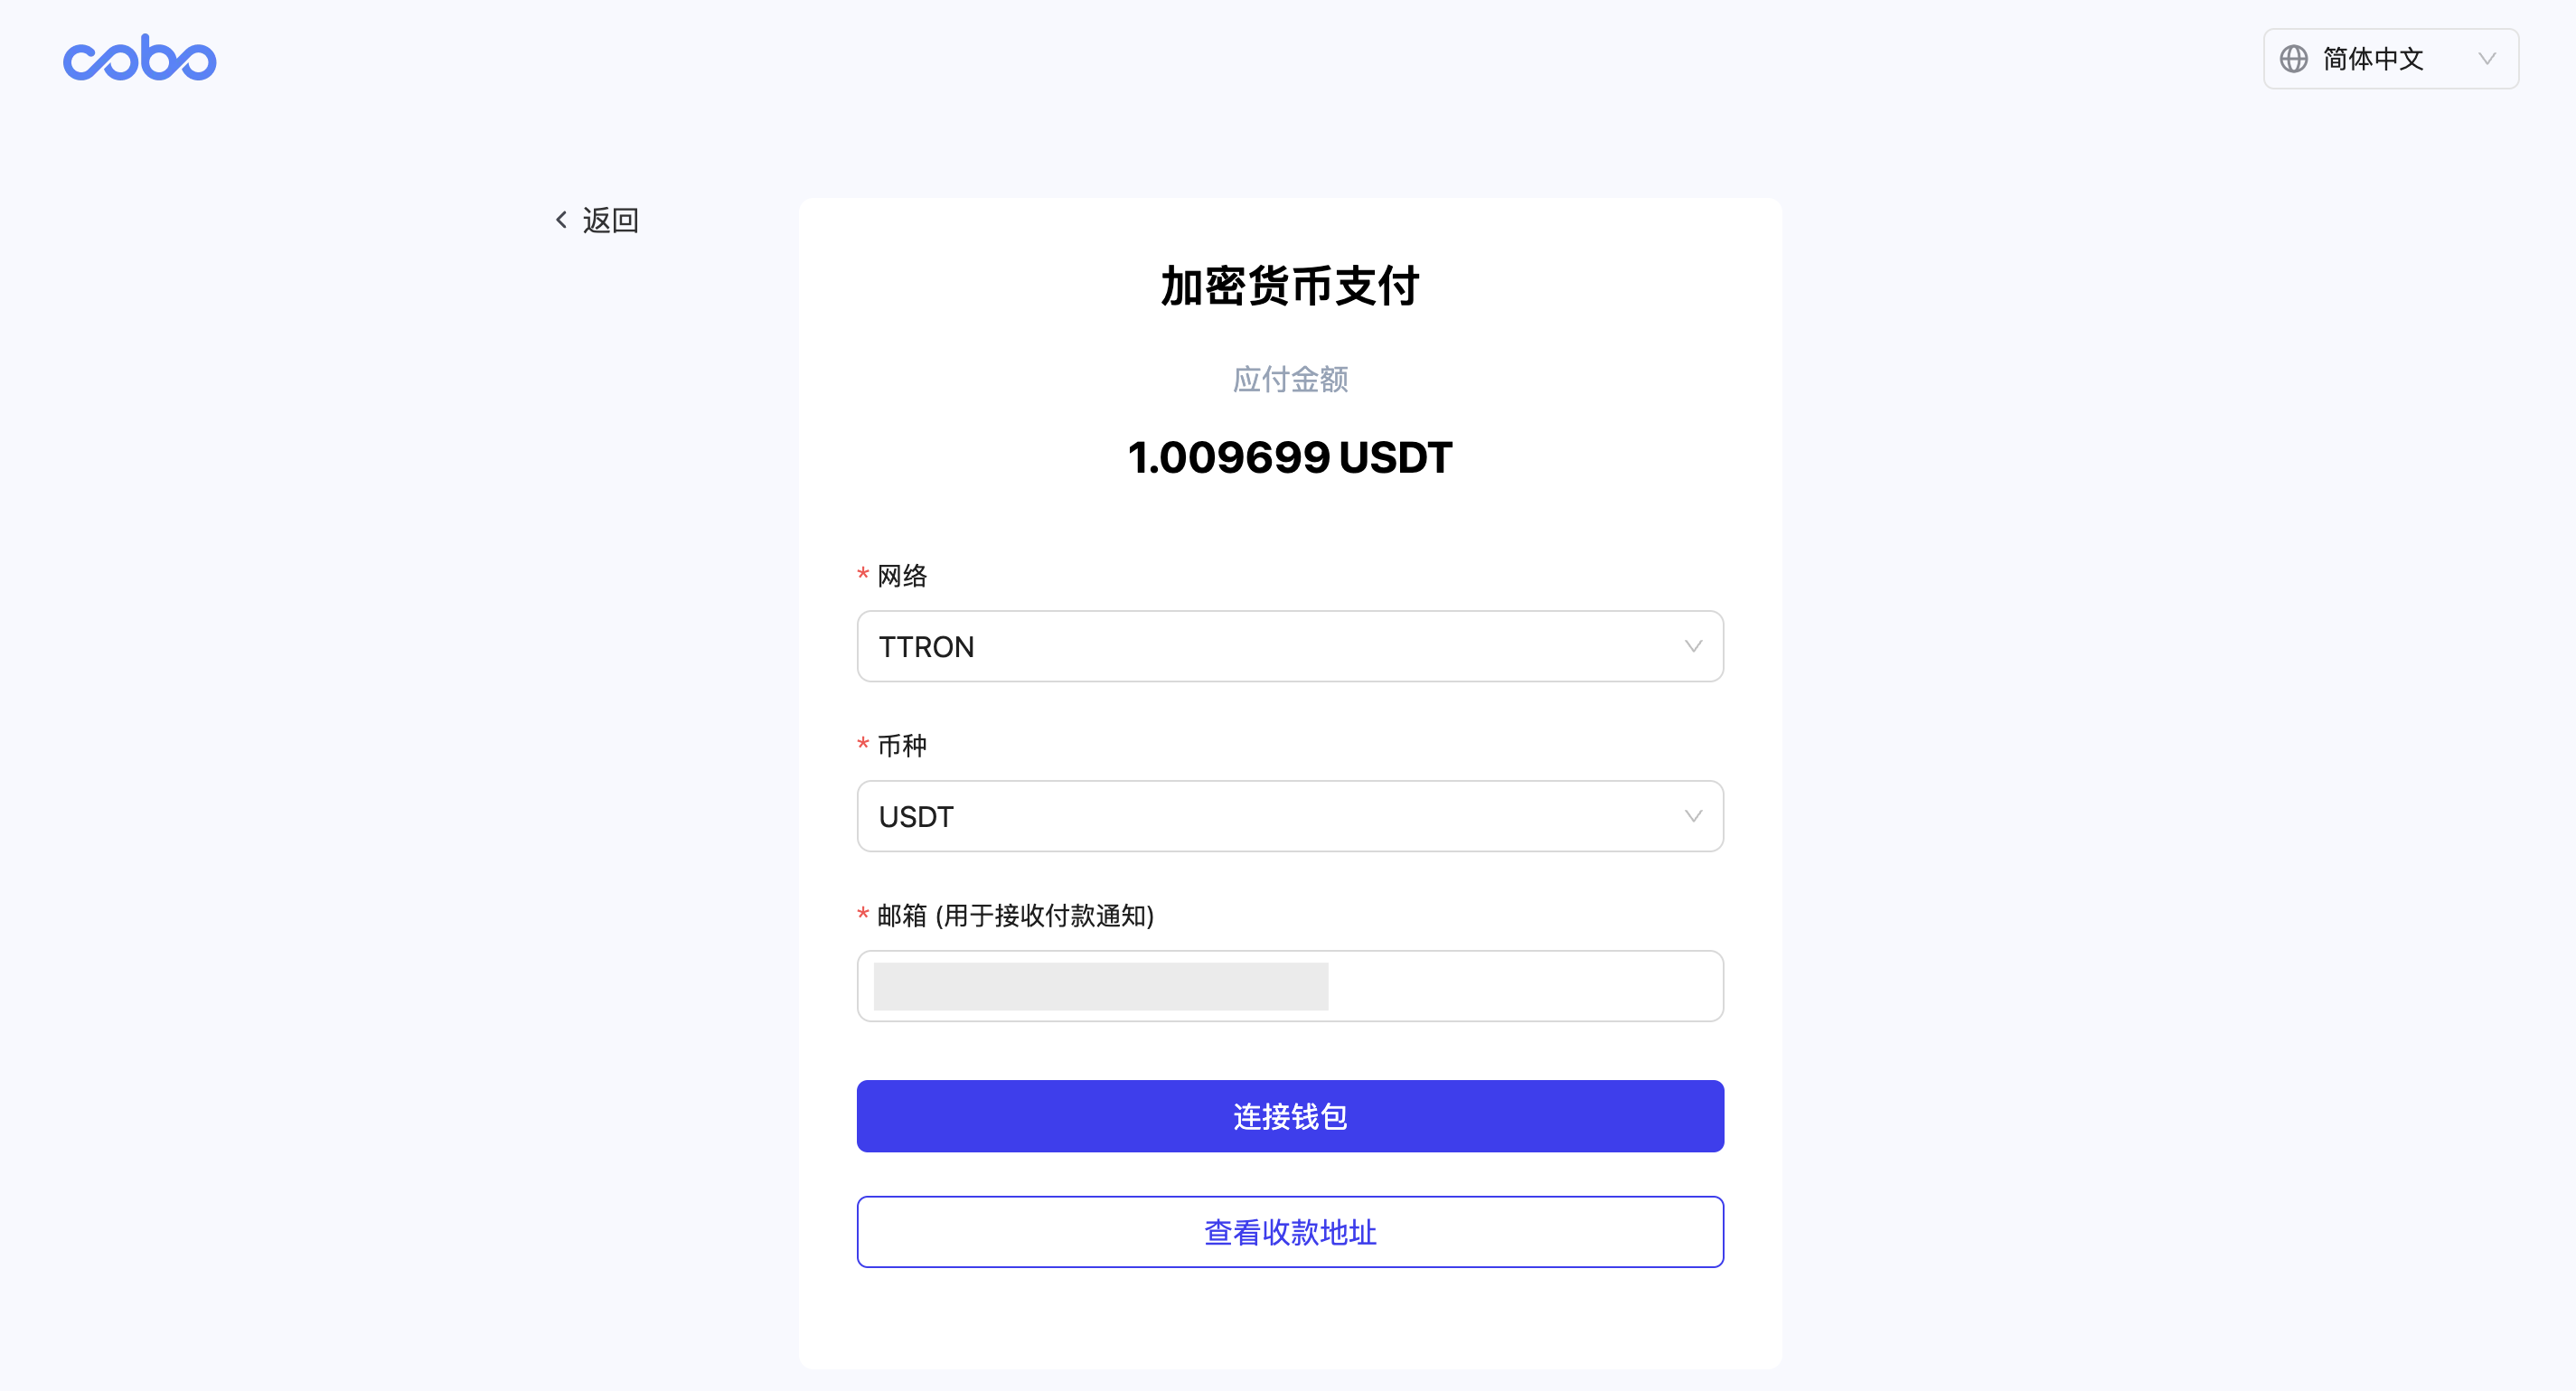 cobo
简体中文
返回
加密货币支付
应付金额
1.009699 USDT
* 网络
TTRON
* 币种
USDT
* 邮箱 (用于接收付款通知)
连接钱包
查看收款地址